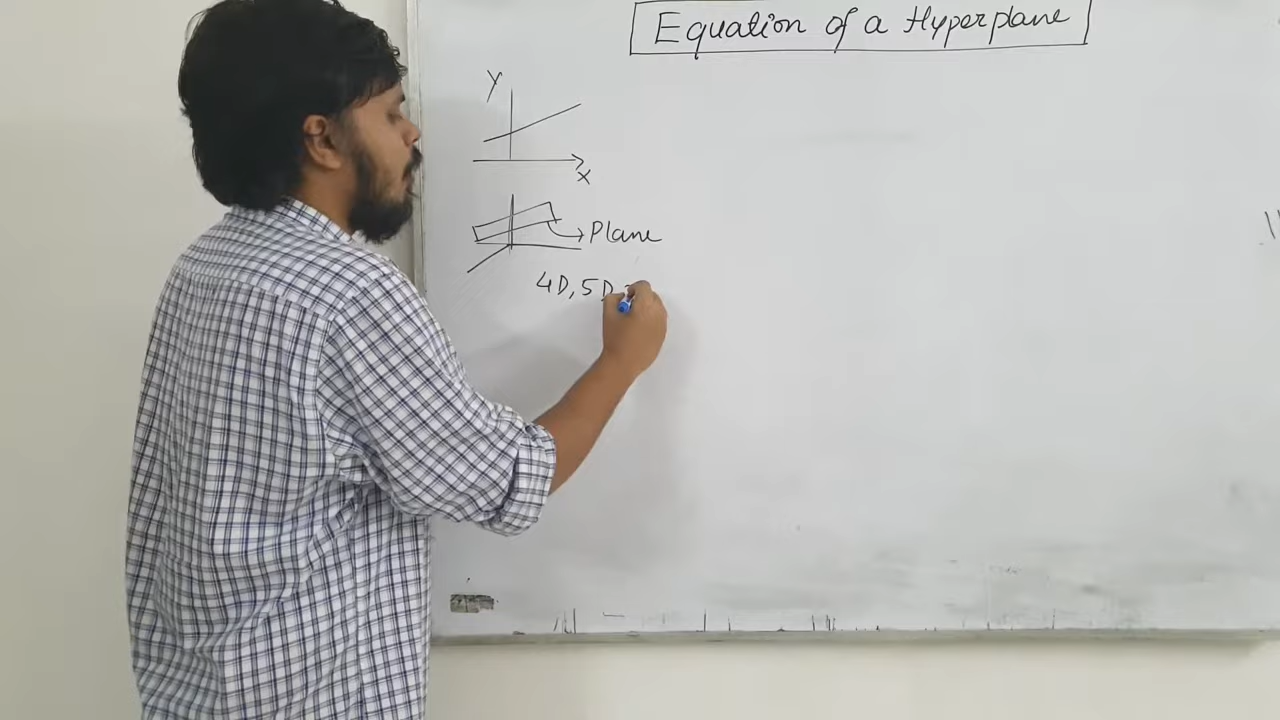 Equation of a Hyperplane
Y
X
Plane
4D, 5D